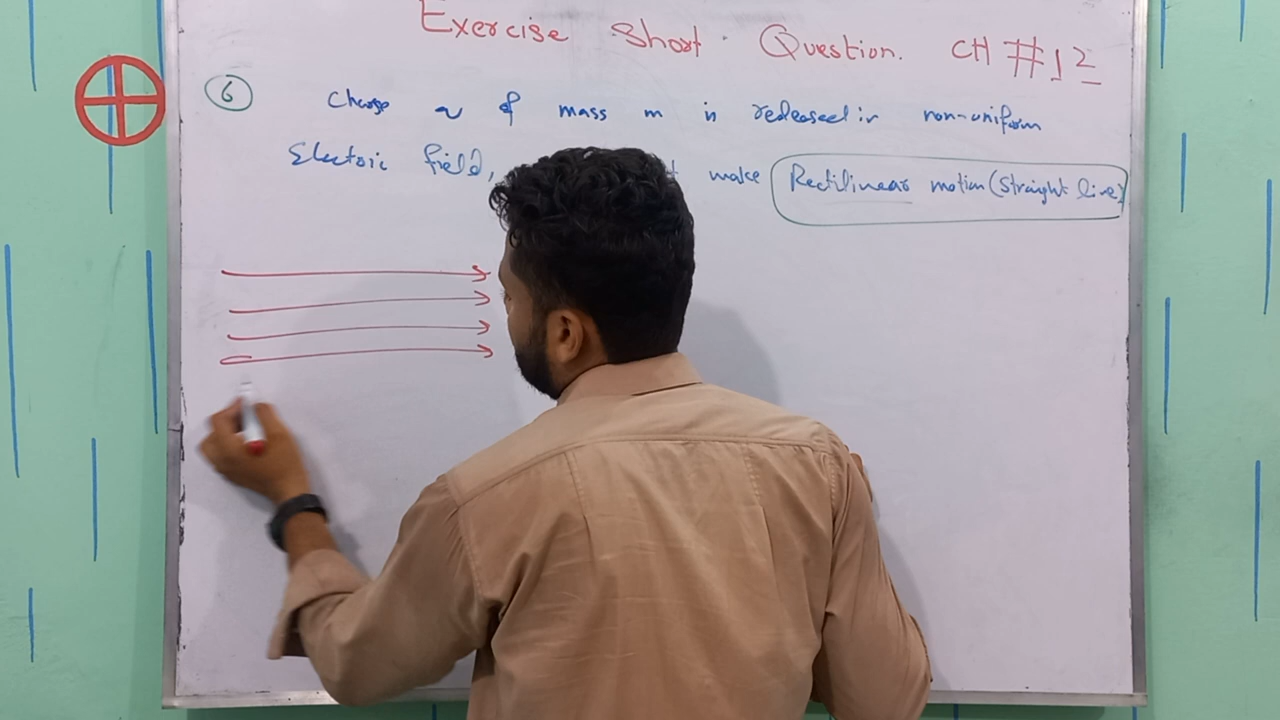 Exercise Short Question. CH #12
6 Charge q of mass m is released in non-uniform
Electric field, make Rectilinear motion (Straight line)